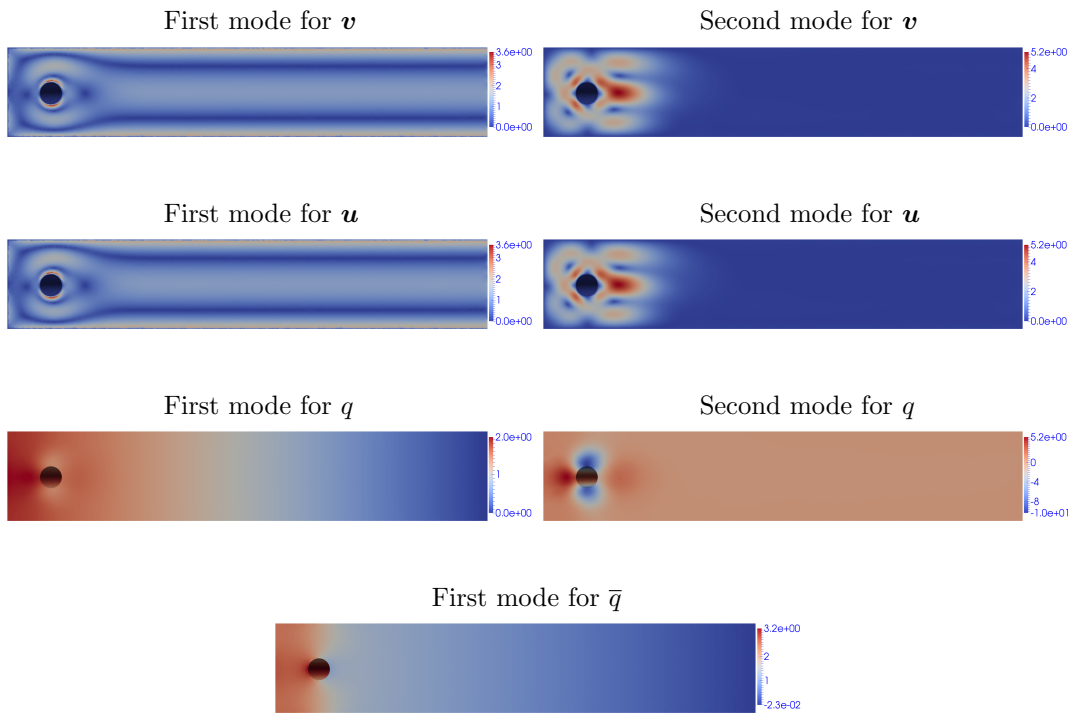 First mode for v
Second mode for v
3.6e+00
3
2
1
0.0e+00
5.2e+00
4
2
0.0e+00
First mode for u
Second mode for u
3.6e+00
3
2
1
0.0e+00
5.2e+00
4
2
0.0e+00
First mode for q
Second mode for q
2.0e+00
1
0.0e+00
5.2e+00
0
-4
-8
-1.0e+01
First mode for q̅
3.2e+00
2
1
-2.3e-02